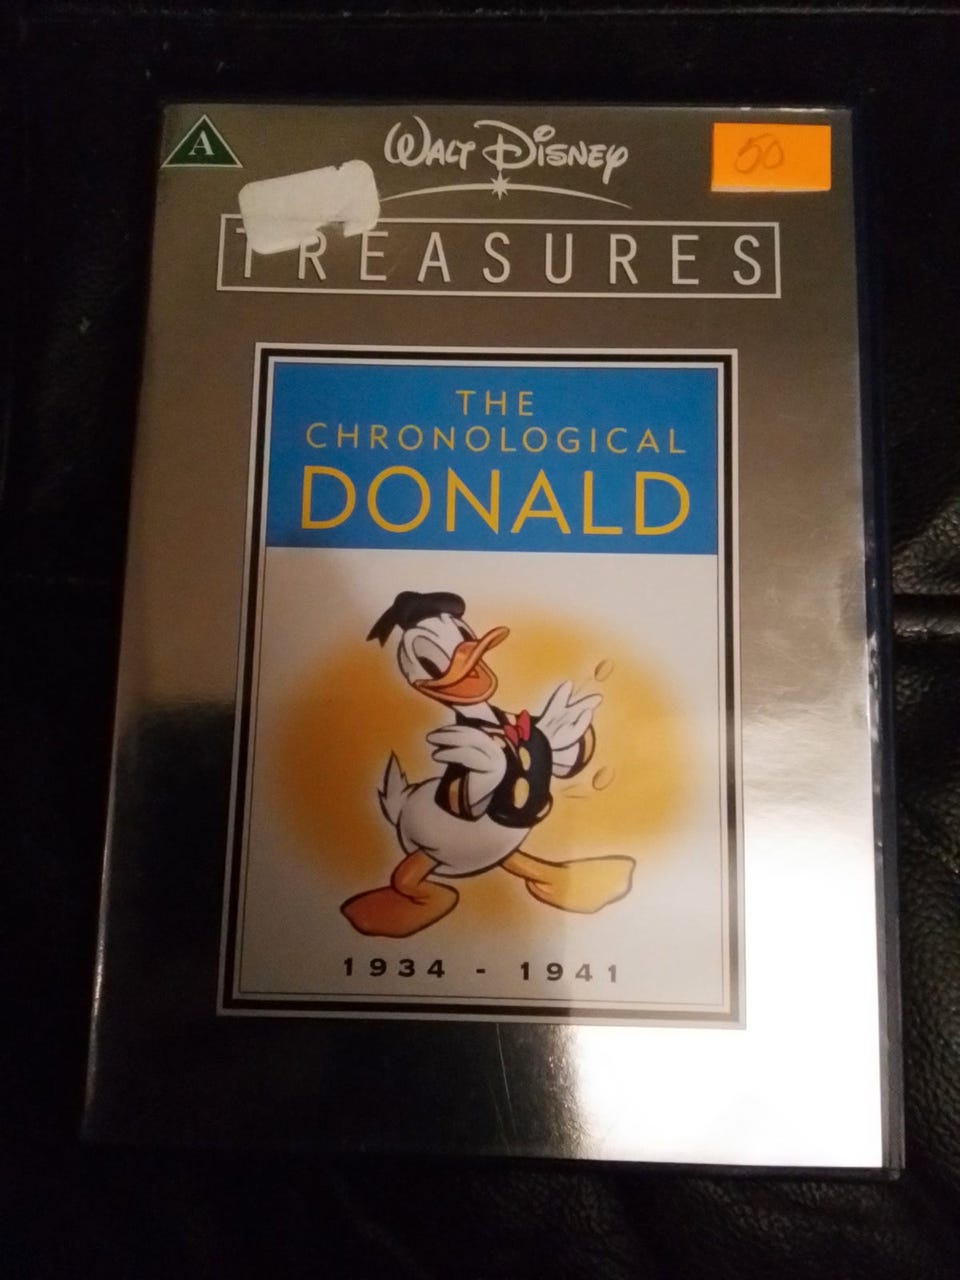 A
WALT DISNEY
50
TREASURES
THE
CHRONOLOGICAL
DONALD
1934 - 1941